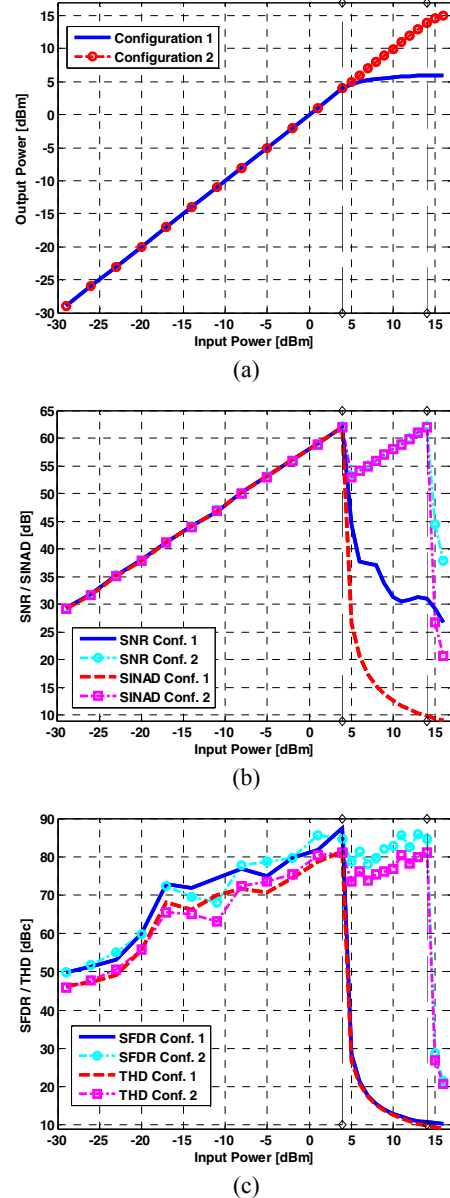 15
10
5
0
-5
-10
-15
-20
-25
-30
Output Power [dBm]
Configuration 1
Configuration 2
-30 -25 -20 -15 -10 -5 0 5 10 15
Input Power [dBm]
(a)
65
60
55
50
45
40
35
30
25
20
15
10
SNR / SINAD [dB]
SNR Conf. 1
SNR Conf. 2
SINAD Conf. 1
SINAD Conf. 2
-30 -25 -20 -15 -10 -5 0 5 10 15
Input Power [dBm]
(b)
90
80
70
60
50
40
30
20
10
SFDR / THD [dBc]
SFDR Conf. 1
SFDR Conf. 2
THD Conf. 1
THD Conf. 2
-30 -25 -20 -15 -10 -5 0 5 10 15
Input Power [dBm]
(c)